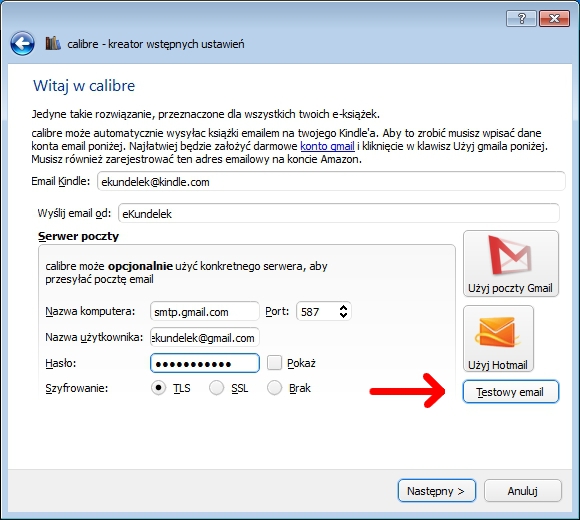 calibre - kreator wstępnych ustawień
Witaj w calibre
Jedyne takie rozwiązanie, przeznaczone dla wszystkich twoich e-książek.
calibre może automatycznie wysyłać książki emailem na twojego Kindle'a. Aby to zrobić musisz wpisać dane
konta email poniżej. Najłatwiej będzie założyć darmowe konto gmail i kliknięcie w klawisz Użyj gmaila poniżej.
Musisz również zarejestrować ten adres emailowy na koncie Amazon.
Email Kindle: ekundelek@kindle.com
Wyślij email od: eKundelek
Serwer poczty
calibre może opcjonalnie użyć konkretnego serwera, aby
przesyłać pocztę email
Nazwa komputera: smtp.gmail.com Port: 587
Nazwa użytkownika: ekundelek@gmail.com
Hasło: ●●●●●●●●●●● Pokaż
Szyfrowanie: TLS SSL Brak
Użyj poczty Gmail
Użyj Hotmail
Testowy email
Następny > Anuluj